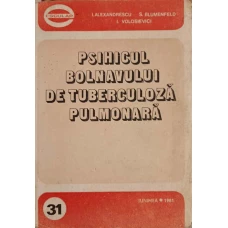 I. ALEXANDRESCU S. BLUMENFELD
I. VOLOSIEVICI
PSIHICUL
BOLNAVULUI
DE TUBERCULOZĂ
PULMONARĂ
31